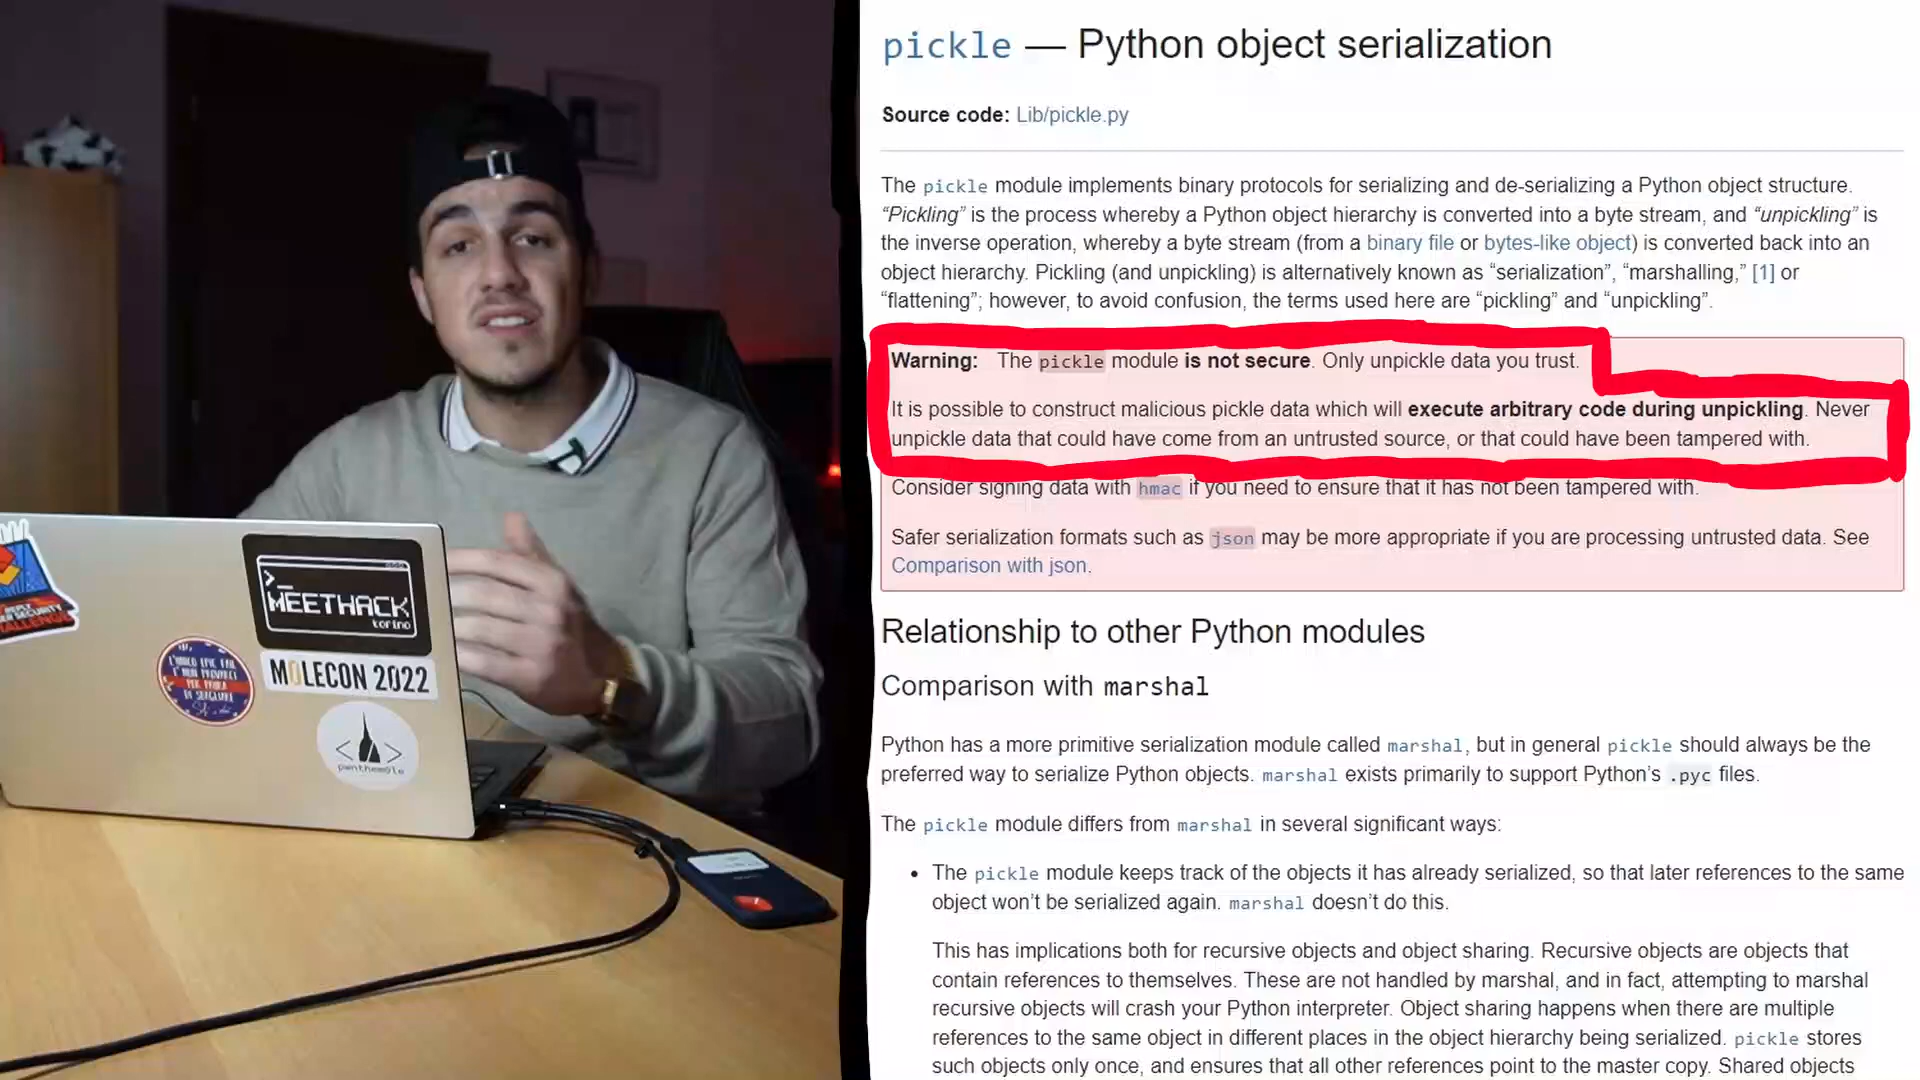 pickle — Python object serialization
Source code: Lib/pickle.py
The pickle module implements binary protocols for serializing and de-serializing a Python object structure.
“Pickling” is the process whereby a Python object hierarchy is converted into a byte stream, and “unpickling” is
the inverse operation, whereby a byte stream (from a binary file or bytes-like object) is converted back into an
object hierarchy. Pickling (and unpickling) is alternatively known as “serialization”, “marshalling,” [1] or
“flattening”; however, to avoid confusion, the terms used here are “pickling” and “unpickling”.
Warning: The pickle module is not secure. Only unpickle data you trust.
It is possible to construct malicious pickle data which will execute arbitrary code during unpickling. Never
unpickle data that could have come from an untrusted source, or that could have been tampered with.
Consider signing data with hmac if you need to ensure that it has not been tampered with.
Safer serialization formats such as json may be more appropriate if you are processing untrusted data. See
Comparison with json.
Relationship to other Python modules
Comparison with marshal
Python has a more primitive serialization module called marshal, but in general pickle should always be the
preferred way to serialize Python objects. marshal exists primarily to support Python’s .pyc files.
The pickle module differs from marshal in several significant ways:
• The pickle module keeps track of the objects it has already serialized, so that later references to the same
object won’t be serialized again. marshal doesn’t do this.
This has implications both for recursive objects and object sharing. Recursive objects are objects that
contain references to themselves. These are not handled by marshal, and in fact, attempting to marshal
recursive objects will crash your Python interpreter. Object sharing happens when there are multiple
references to the same object in different places in the object hierarchy being serialized. pickle stores
such objects only once, and ensures that all other references point to the master copy. Shared objects
>_
MEETHACK
torino
MOLECON 2022
L'UNICO EPIC FAIL
È NON PROVARCI
PER PAURA
DI SBAGLIARE
< >
pwnthem0le
REPLY
SECURITY
CHALLENGE